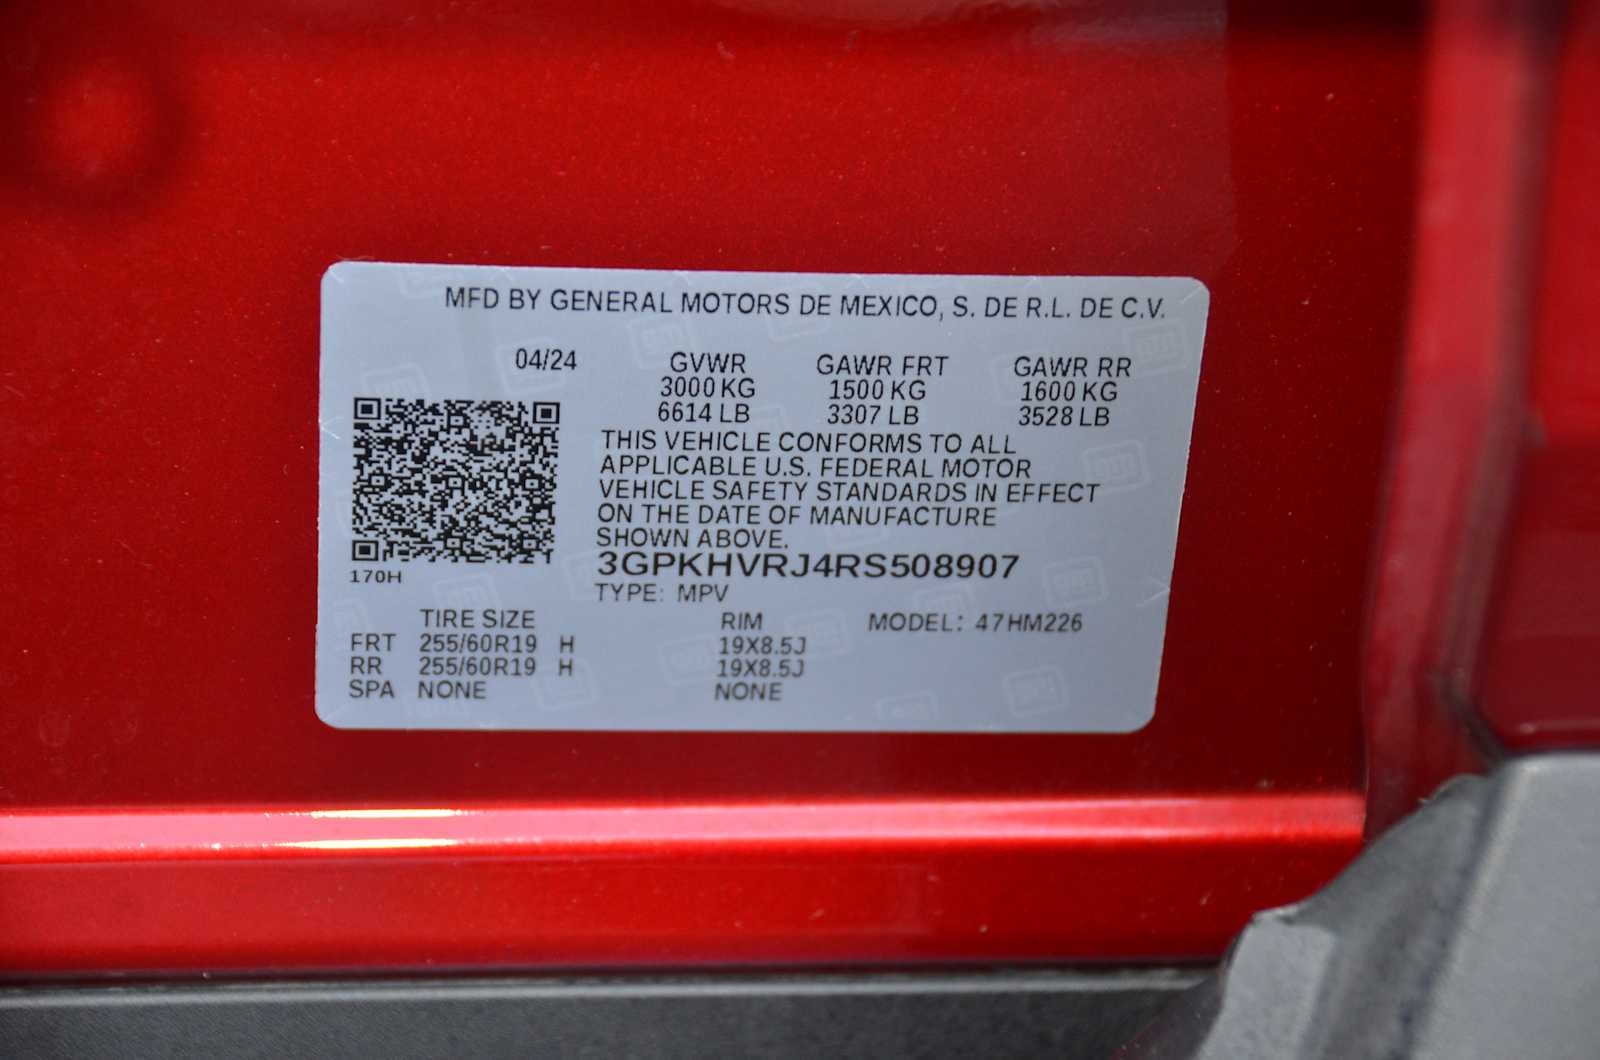 MFD BY GENERAL MOTORS DE MEXICO, S. DE R.L. DE C.V.
04/24 GVWR GAWR FRT GAWR RR
3000 KG 1500 KG 1600 KG
6614 LB 3307 LB 3528 LB
THIS VEHICLE CONFORMS TO ALL
APPLICABLE U.S. FEDERAL MOTOR
VEHICLE SAFETY STANDARDS IN EFFECT
ON THE DATE OF MANUFACTURE
SHOWN ABOVE.
3GPKHVRJ4RS508907
170H
TYPE: MPV
TIRE SIZE RIM MODEL: 47HM226
FRT 255/60R19 H 19X8.5J
RR 255/60R19 H 19X8.5J
SPA NONE NONE